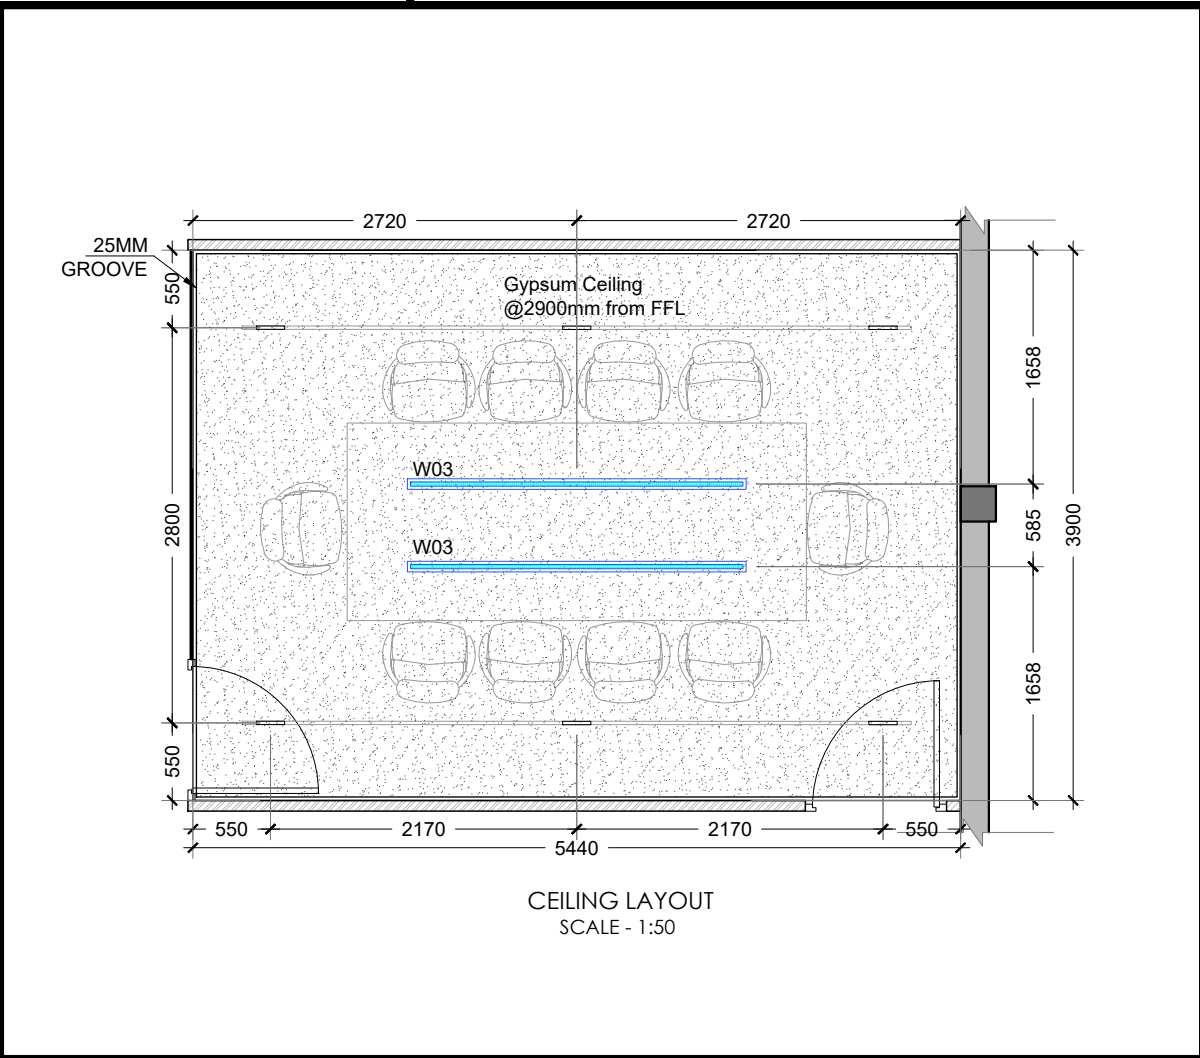 2720
2720
25MM
GROOVE
550
Gypsum Ceiling
@2900mm from FFL
1658
W03
2800
585
3900
W03
1658
550
550
2170
2170
550
5440
CEILING LAYOUT
SCALE - 1:50